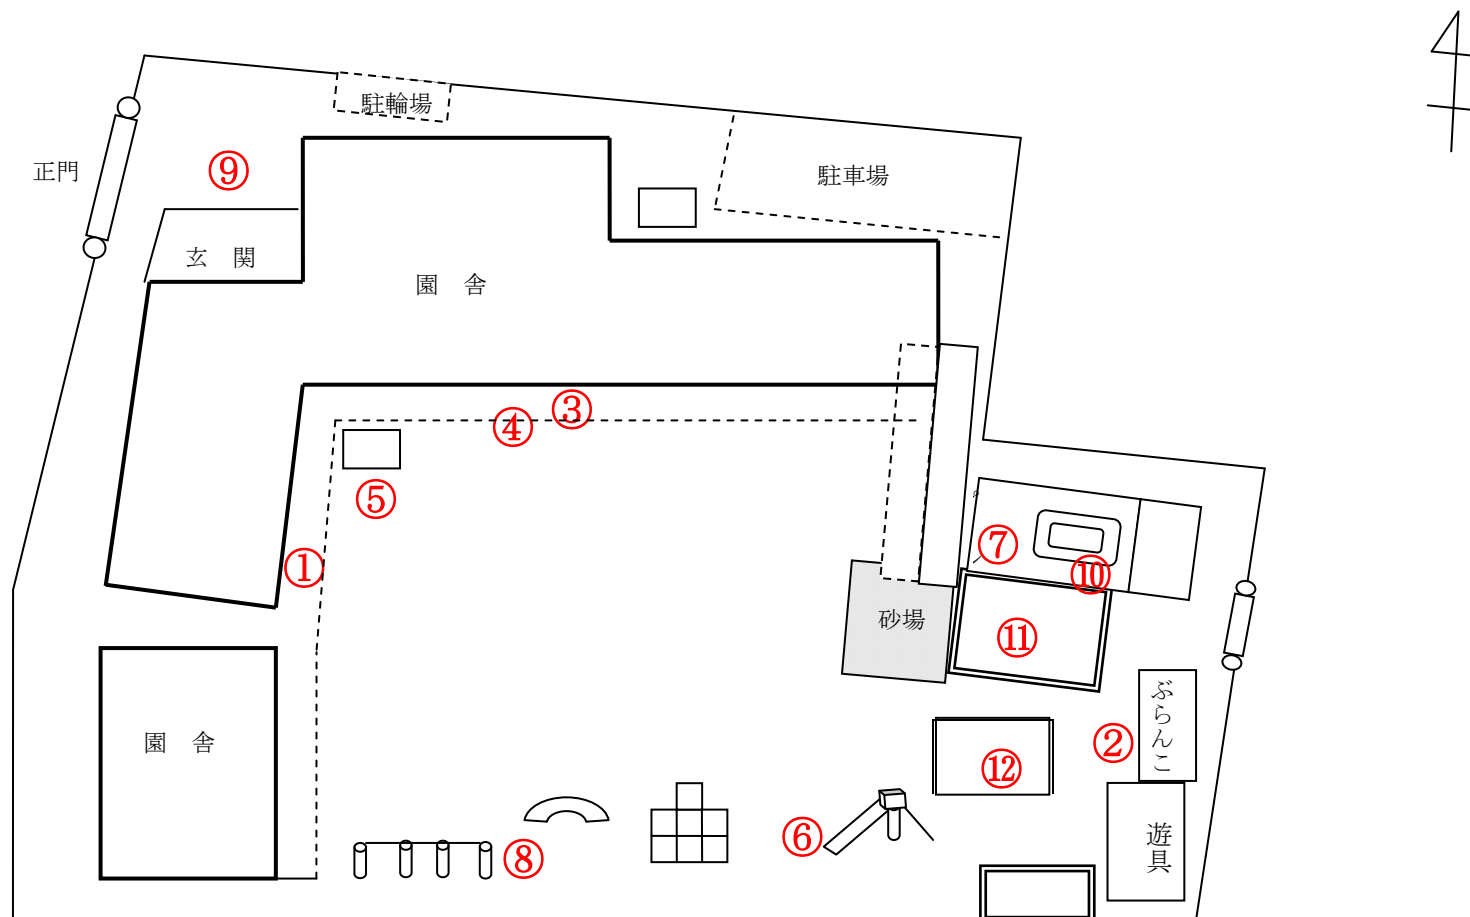 駐輪場
正門
⑨
駐車場
玄　関
園　舎
③
④
⑤
⑦
①
⑩
砂場
⑪
ぶらんこ
園　舎
②
⑫
⑥
遊具
⑧